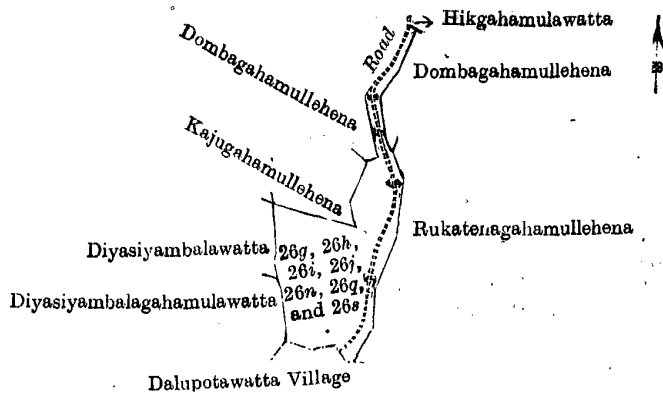 Hikgahamulawatta
Road
Dombagahamullehena
Dombagahamullehena
Kajugahamullehena
Rukatenagahamullehena
Diyasiyambalawatta
26g, 26h,
26i, 26j,
Diyasiyambalagahamulawatta
26n, 26q,
and 26s
Dalupotawatta Village